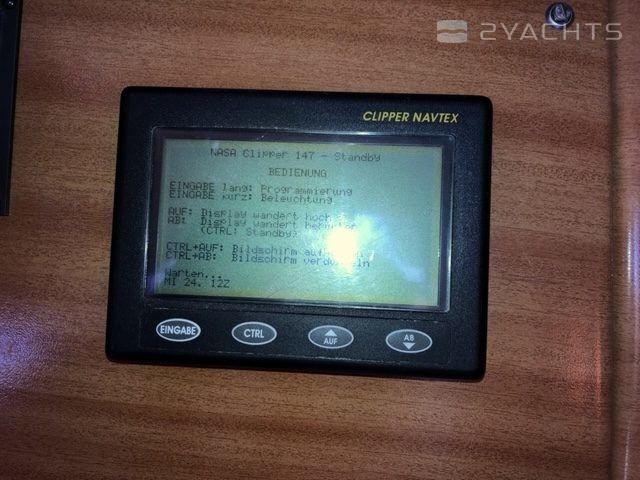 2YACHTS
CLIPPER NAVTEX
NASA Clipper 147 - Standby
BEDIENUNG
EINGABE lang: Programmierung
EINGABE kurz: Beleuchtung
AUF: Display wandert hoch
AB: Display wandert
(CTRL: Standby)
CTRL+AUF: Bildschirm
CTRL+AB: Bildschirm
Warten...
MI 24. 12Z
EINGABE
CTRL
AUF
AB